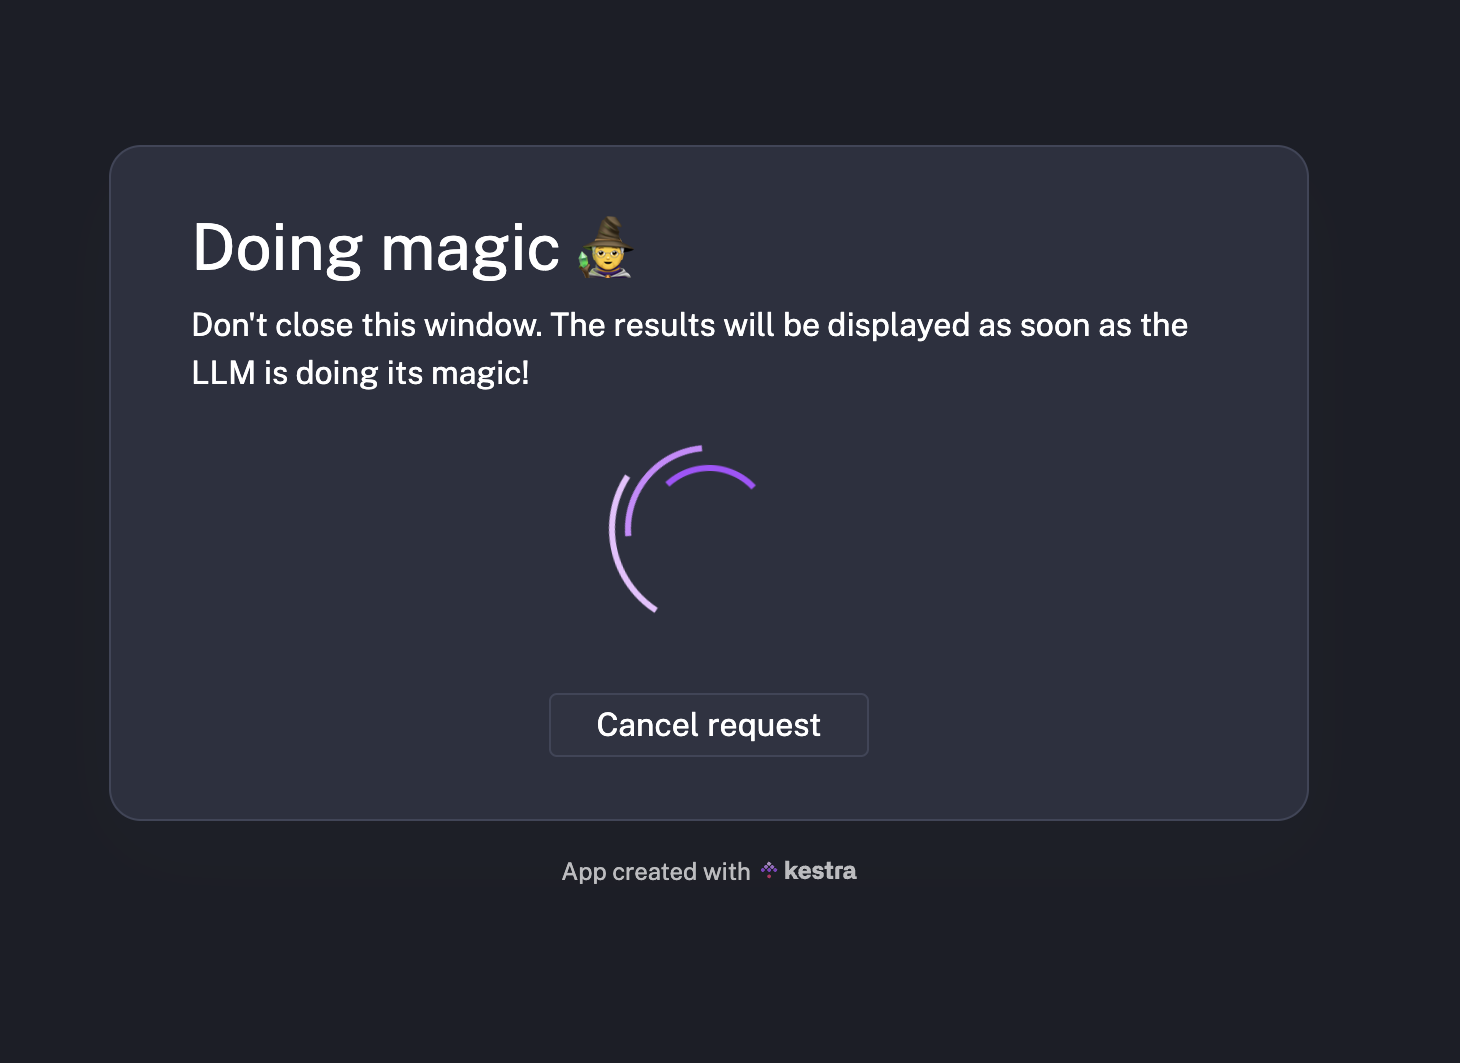 Doing magic 🧙
Don't close this window. The results will be displayed as soon as the
LLM is doing its magic!
Cancel request
App created with kestra